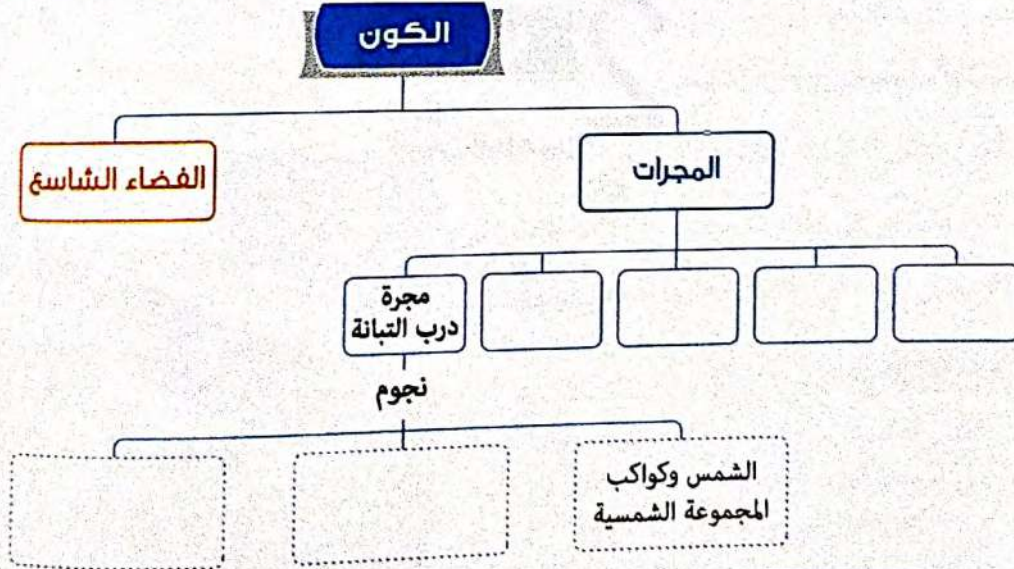 الكون
المجرات
الفضاء الشاسع
مجرة
درب التبانة
نجوم
الشمس وكواكب
المجموعة الشمسية